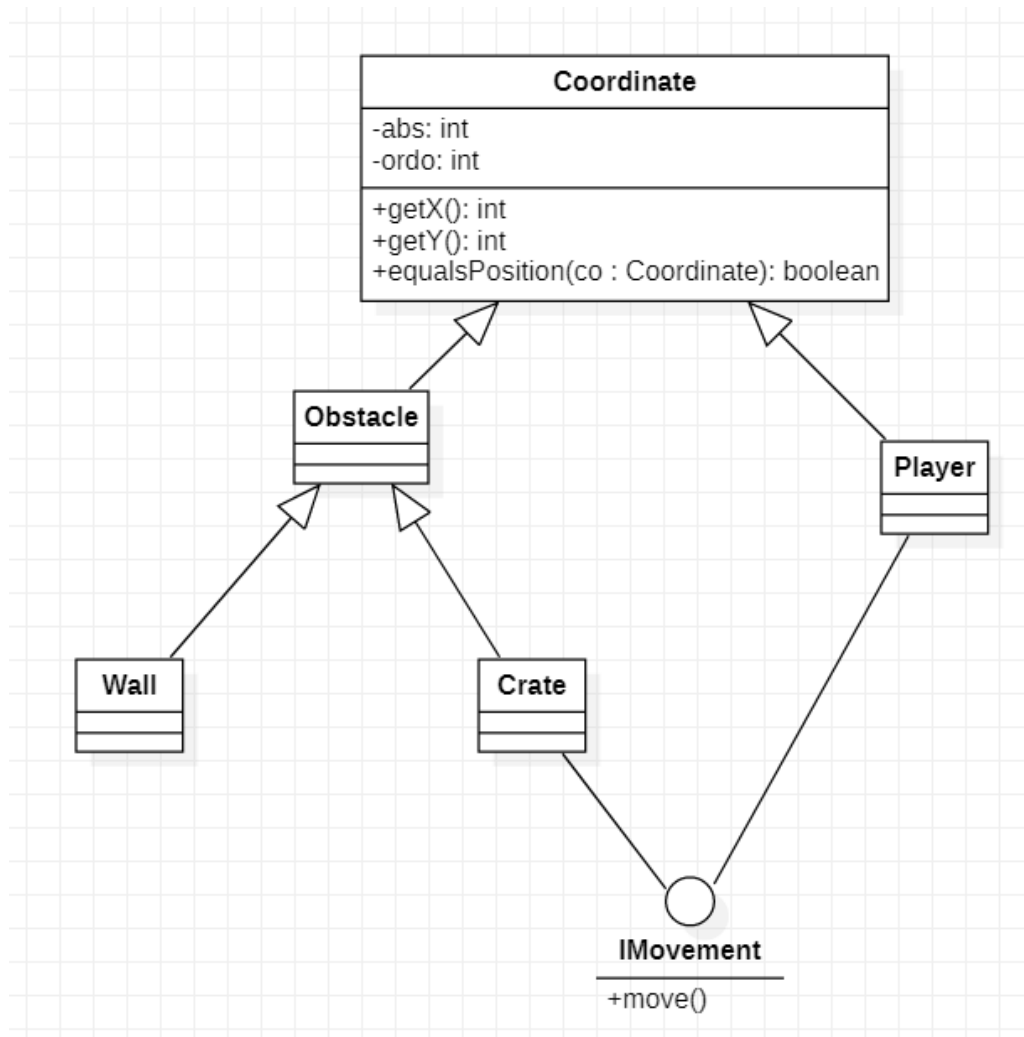 Coordinate
-abs: int
-ordo: int
+getX(): int
+getY(): int
+equalsPosition(co : Coordinate): boolean
Obstacle
Player
Wall
Crate
IMovement
+move()